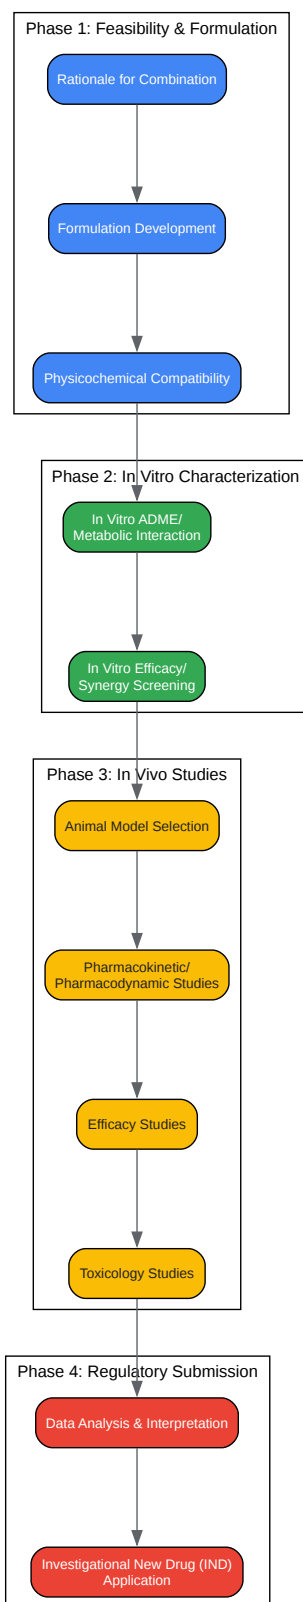 Phase 1: Feasibility & Formulation
Rationale for Combination
Formulation Development
Physicochemical Compatibility
Phase 2: In Vitro Characterization
In Vitro ADME/
Metabolic Interaction
In Vitro Efficacy/
Synergy Screening
Phase 3: In Vivo Studies
Animal Model Selection
Pharmacokinetic/
Pharmacodynamic Studies
Efficacy Studies
Toxicology Studies
Phase 4: Regulatory Submission
Data Analysis & Interpretation
Investigational New Drug (IND)
Application